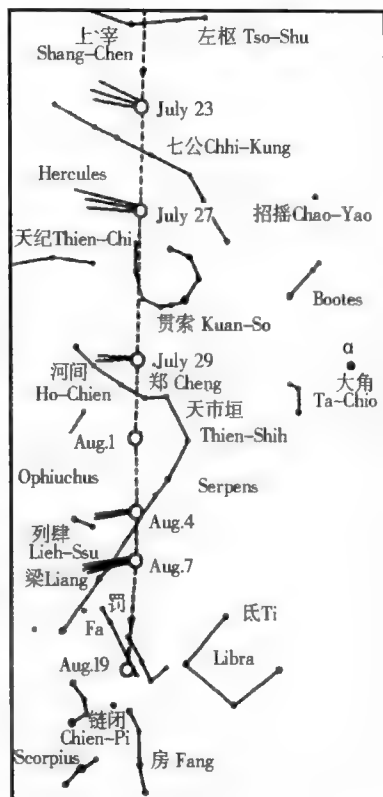 上宰
Shang-Chen
左枢 Tso-Shu
July 23
七公Chhi-Kung
Hercules
July 27
招摇Chao-Yao
天纪Thien-Chi
Bootes
贯索 Kuan-So
July 29
α
河间
Ho-Chien
郑 Cheng
大角
Ta-Chio
天市垣
Thien-Shih
Aug.1
Ophiuchus
Serpens
Aug.4
列肆
Lieh-Ssu
Aug.7
梁Liang
罚
Fa
氐Ti
Libra
Aug.19
链闭
Chien-Pi
Scorpius
房 Fang